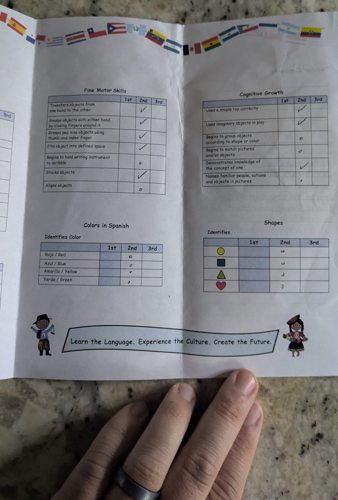 3rd
Fine Motor Skills
1st 2nd 3rd
Transfers objects from
one hand to the other
Grasps objects with either hand
by closing fingers around it
Grasps you nine objects using
thumb and index finger
Fits object into defined space
Begins to hold writing instrument
to scribble
Stacks objects
Aligns objects
Cognitive Growth
1st 2nd 3rd
Uses a simple toy correctly
Uses imaginary objects in play
Begins to group objects
according to shape or color
Begins to match pictures
and/or objects
Demonstrates knowledge of
the concept of one
Names familiar people, actions
and objects in pictures
3rd
Colors in Spanish
Identifies Color
1st 2nd 3rd
Rojo / Red
Azul / Blue
Amarillo / Yellow
Verde / Green
Shapes
Identifies
1st 2nd 3rd
Learn the Language. Experience the Culture. Create the Future.